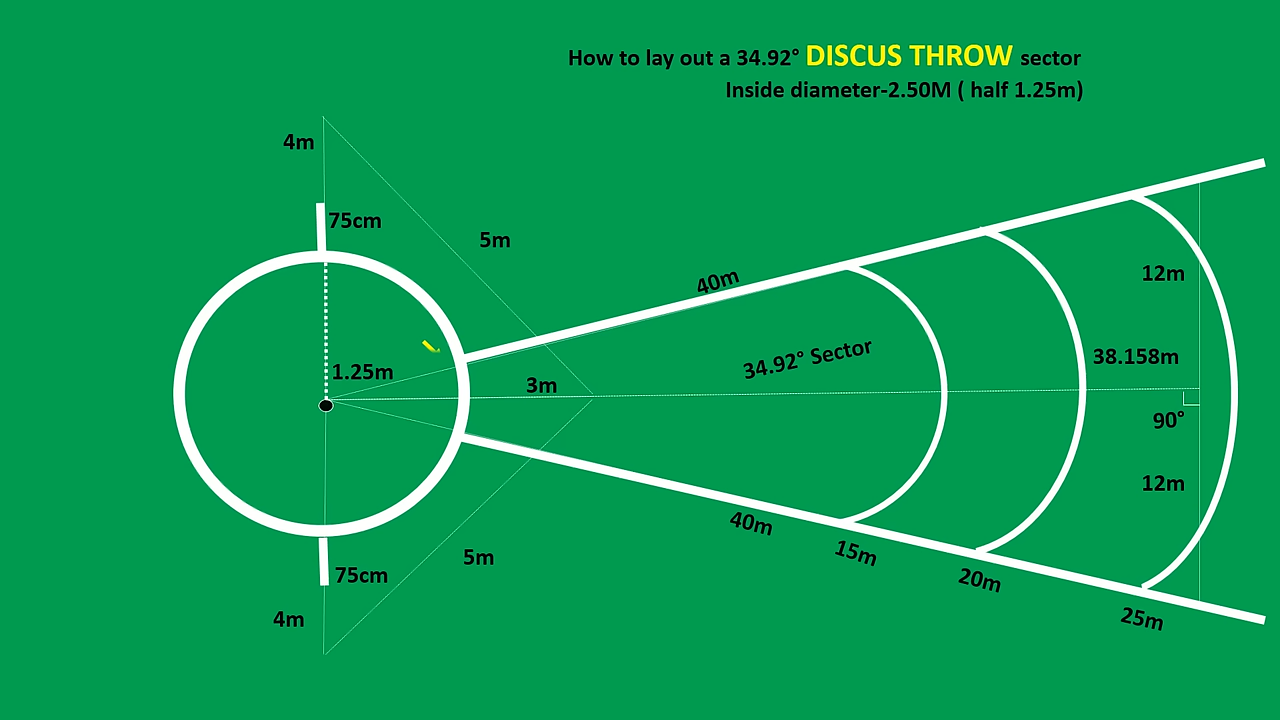 How to lay out a 34.92° DISCUS THROW sector
Inside diameter-2.50M ( half 1.25m)
4m
75cm
5m
12m
40m
34.92° Sector
38.158m
1.25m
3m
90°
12m
40m
15m
5m
20m
75cm
4m
25m